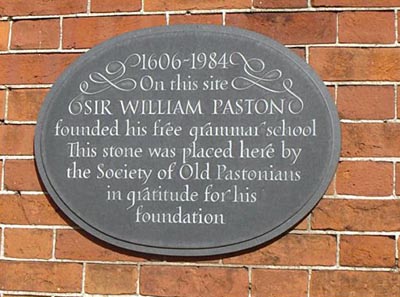 1606-1984
On this site
SIR WILLIAM PASTON
founded his free grammar school
This stone was placed here by
the Society of Old Pastonians
in gratitude for his
foundation